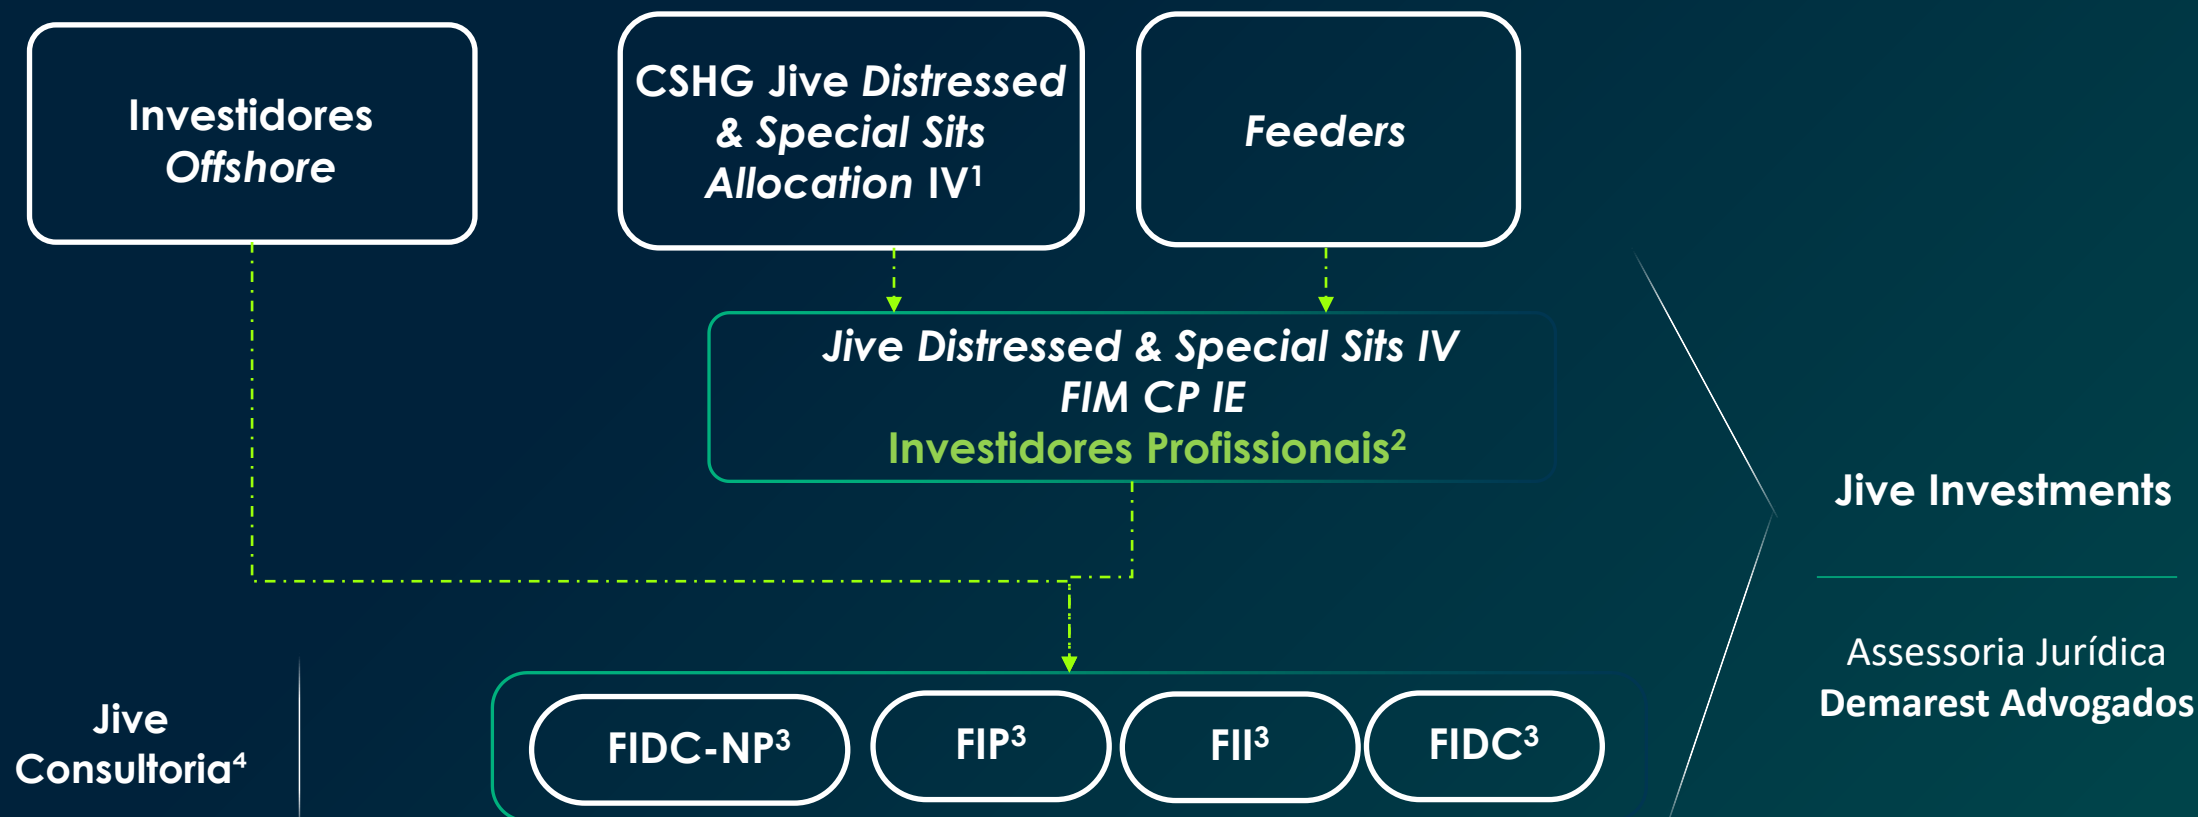 Investidores
Offshore
CSHG Jive Distressed
& Special Sits
Allocation IV¹
Feeders
Jive Distressed & Special Sits IV
FIM CP IE
Investidores Profissionais²
Jive Investments
Assessoria Jurídica
Demarest Advogados
Jive
Consultoria⁴
FIDC-NP³
FIP³
FII³
FIDC³